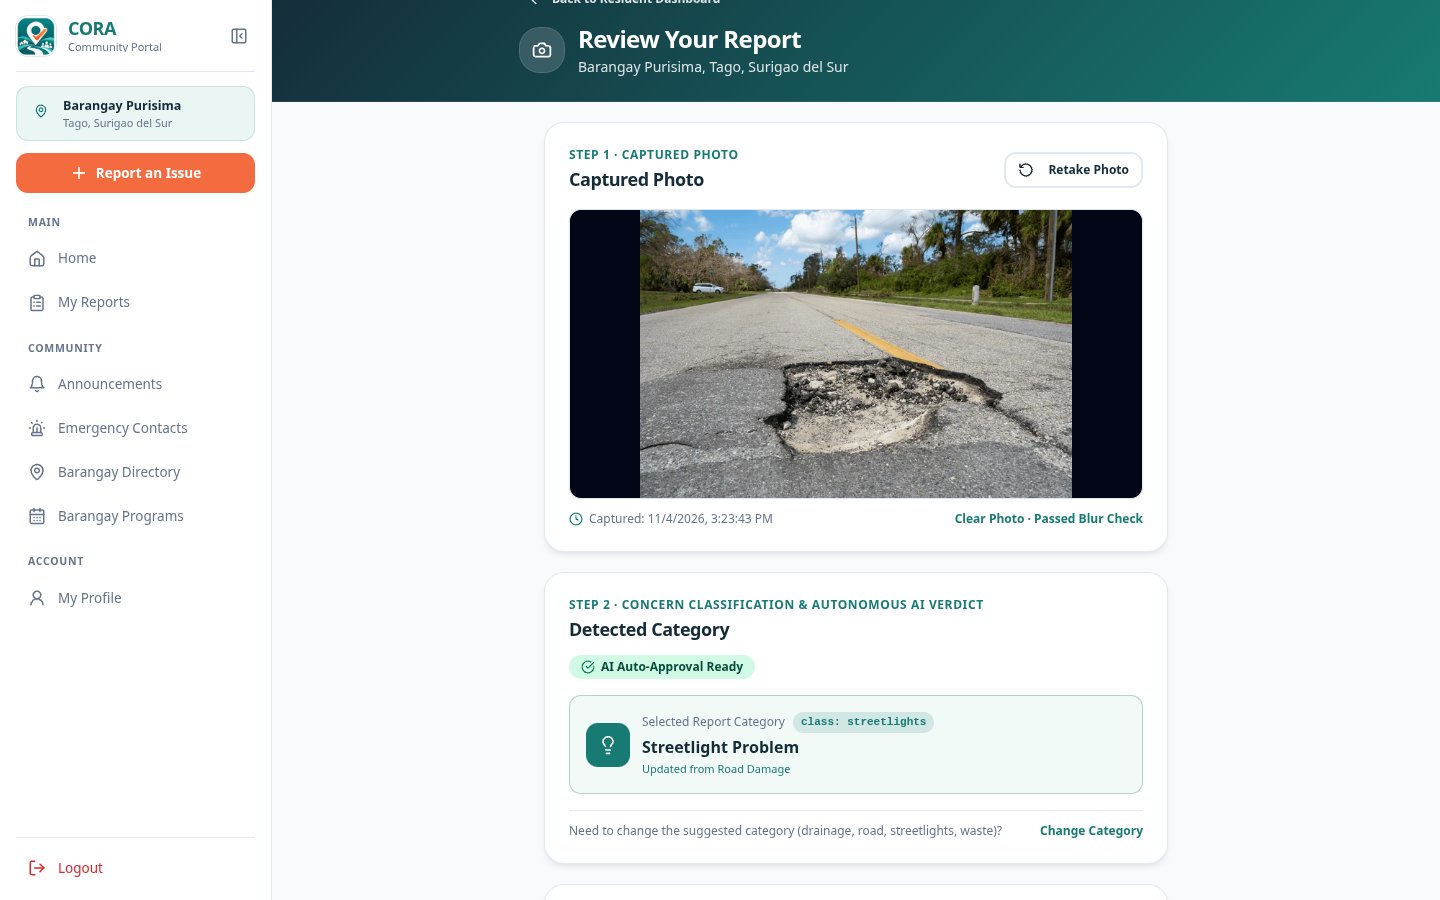 CORA
Community Portal
Barangay Purisima
Tago, Surigao del Sur
Report an Issue
MAIN
Home
My Reports
COMMUNITY
Announcements
Emergency Contacts
Barangay Directory
Barangay Programs
ACCOUNT
My Profile
Logout
Back to Resident Dashboard
Review Your Report
Barangay Purisima, Tago, Surigao del Sur
STEP 1 · CAPTURED PHOTO
Captured Photo
Retake Photo
Captured: 11/4/2026, 3:23:43 PM
Clear Photo · Passed Blur Check
STEP 2 · CONCERN CLASSIFICATION & AUTONOMOUS AI VERDICT
Detected Category
AI Auto-Approval Ready
Selected Report Category class: streetlights
Streetlight Problem
Updated from Road Damage
Need to change the suggested category (drainage, road, streetlights, waste)?
Change Category